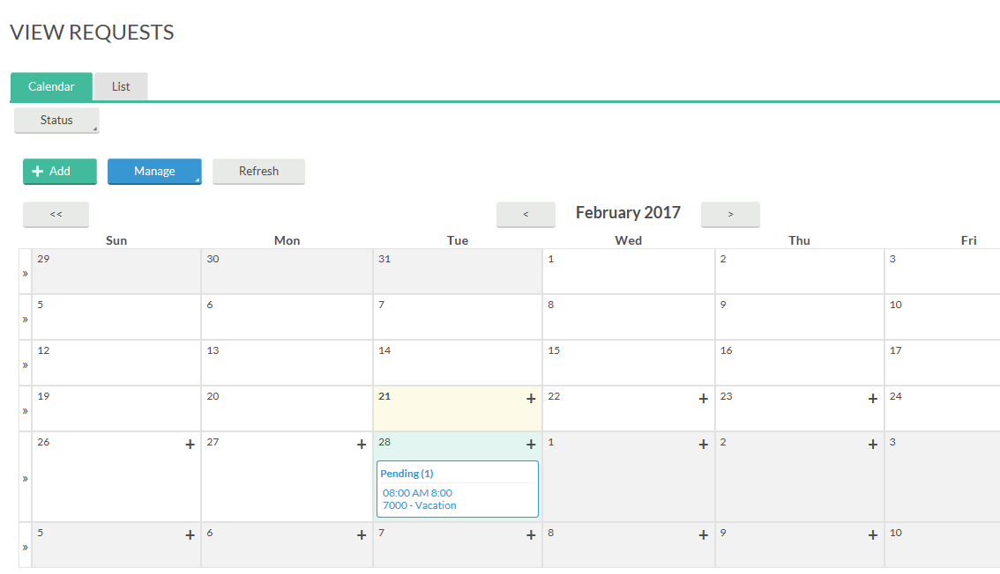 VIEW REQUESTS
Calendar List
Status
+ Add Manage Refresh
<< < February 2017 >
Sun Mon Tue Wed Thu Fri
» 29 30 31 1 2 3
» 5 6 7 8 9 10
» 12 13 14 15 16 17
» 19 20 21 + 22 + 23 + 24
26 + 27 + 28 + 1 + 2 + 3
»
Pending (1)
08:00 AM 8:00
7000 - Vacation
» 5 + 6 + 7 + 8 + 9 + 10